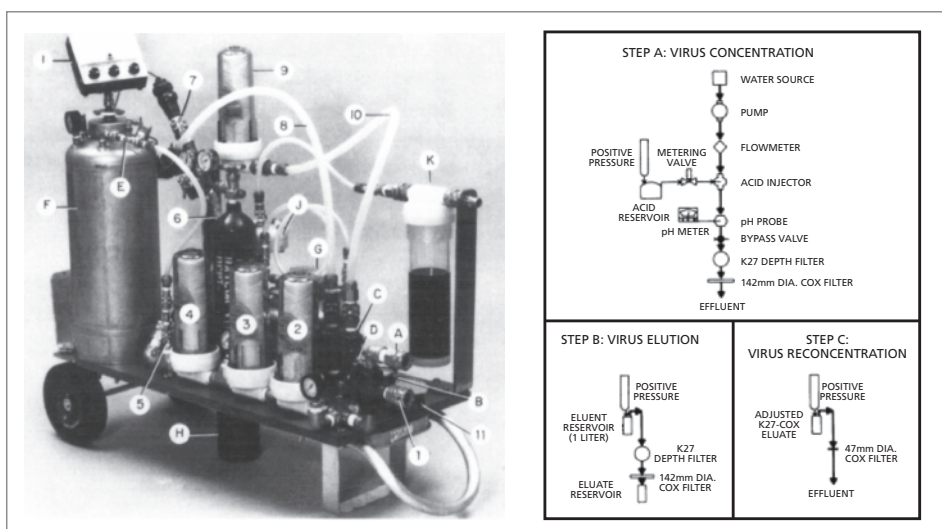 I
9
7
8
10
K
E
F
6
J
G
4
3
2
C
D
A
B
5
1
11
H
STEP A: VIRUS CONCENTRATION
WATER SOURCE
PUMP
FLOWMETER
POSITIVE
PRESSURE
METERING
VALVE
ACID INJECTOR
ACID
RESERVOIR
pH METER
pH PROBE
BYPASS VALVE
K27 DEPTH FILTER
142mm DIA. COX FILTER
EFFLUENT
STEP B: VIRUS ELUTION
POSITIVE
PRESSURE
ELUENT
RESERVOIR
(1 LITER)
K27
DEPTH FILTER
142mm DIA.
COX FILTER
ELUATE
RESERVOIR
STEP C:
VIRUS RECONCENTRATION
POSITIVE
PRESSURE
ADJUSTED
K27-COX
ELUATE
47mm DIA.
COX FILTER
EFFLUENT